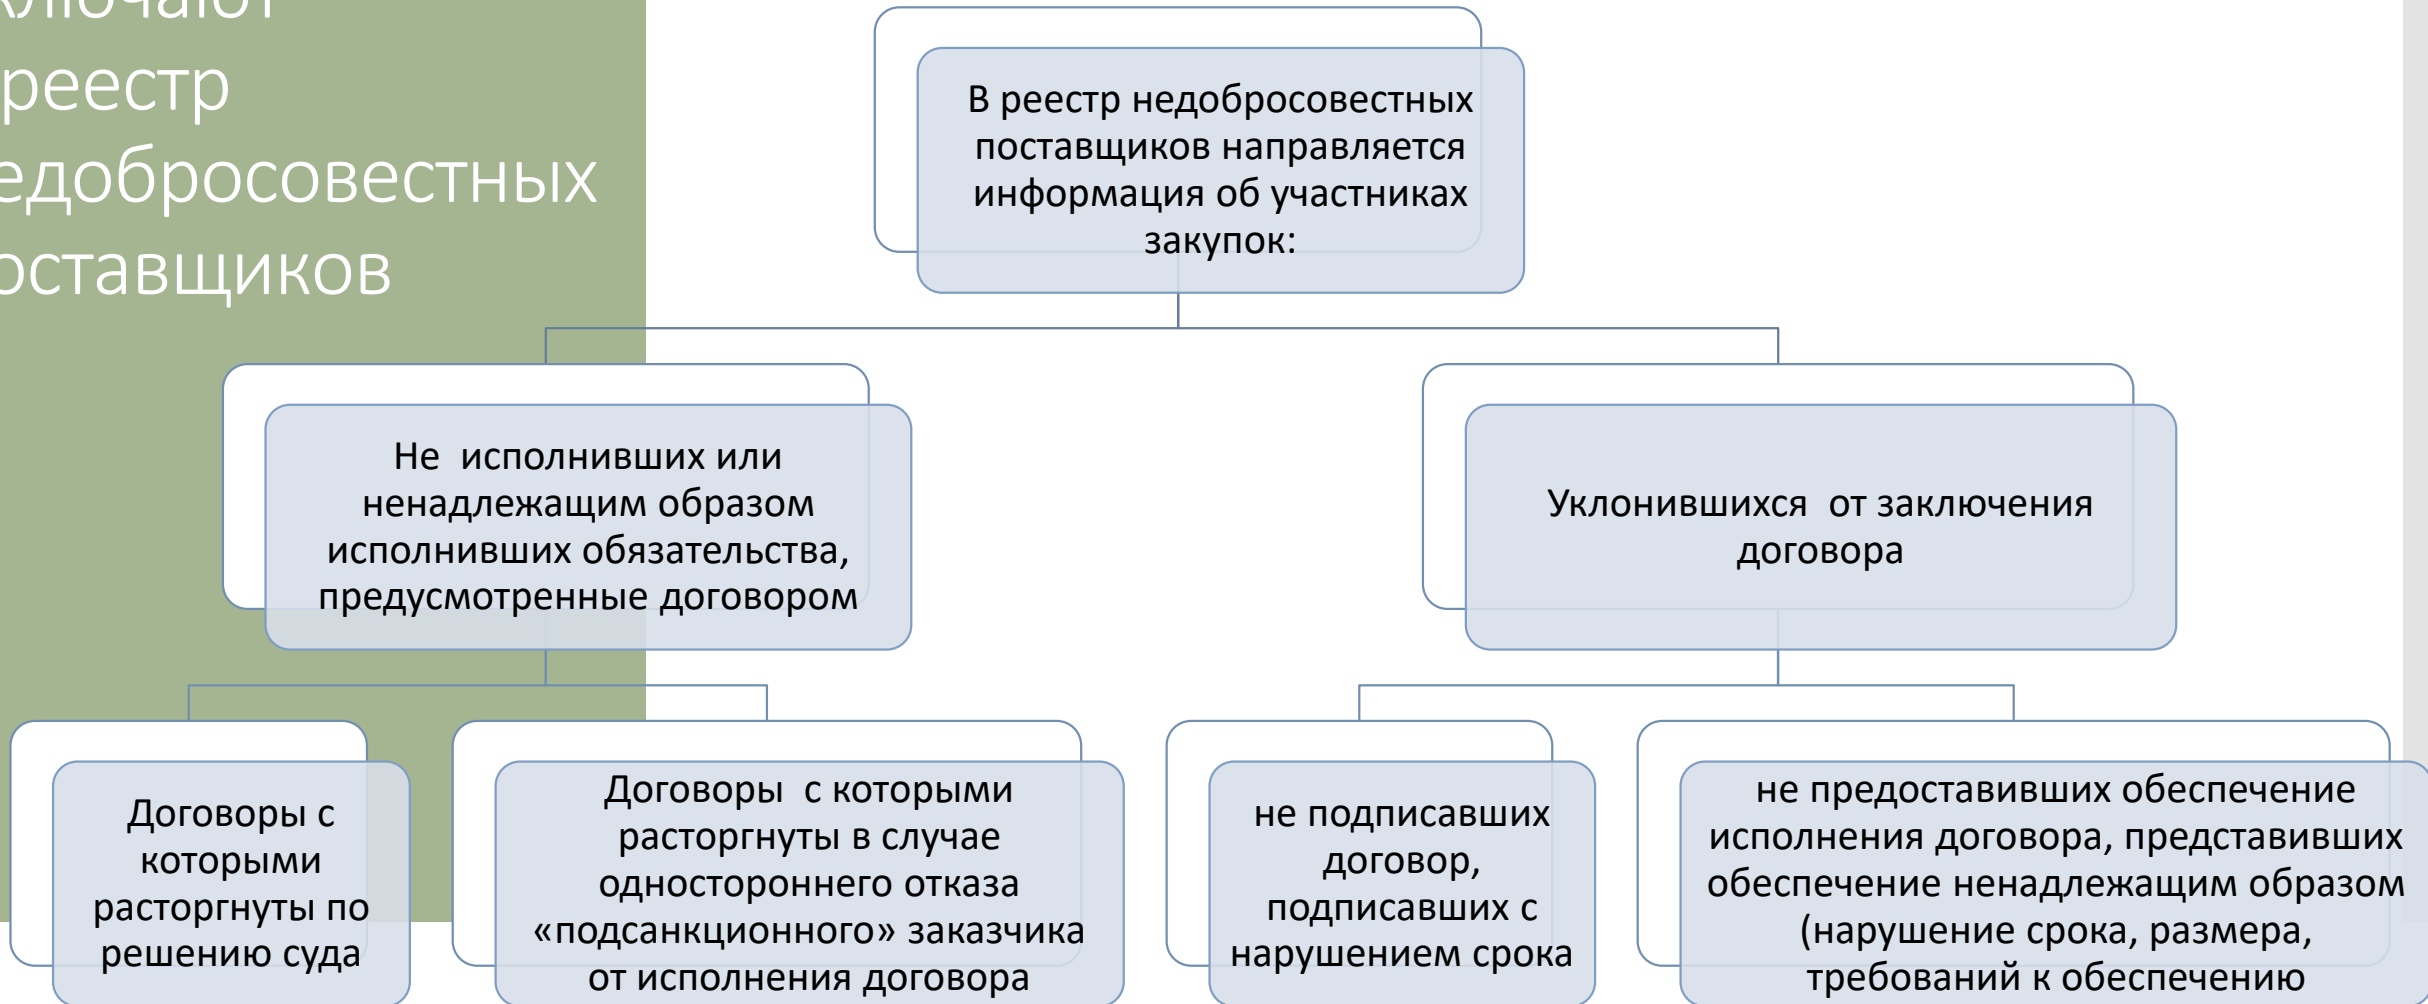 ключают
реестр
едобросовестных
оставщиков
В реестр недобросовестных
поставщиков направляется
информация об участниках
закупок:
Не исполнивших или
ненадлежащим образом
исполнивших обязательства,
предусмотренные договором
Уклонившихся от заключения
договора
Договоры с
которыми
расторгнуты по
решению суда
Договоры с которыми
расторгнуты в случае
одностороннего отказа
«подсанкционного» заказчика
от исполнения договора
не подписавших
договор,
подписавших с
нарушением срока
не предоставивших обеспечение
исполнения договора, представивших
обеспечение ненадлежащим образом
(нарушение срока, размера,
требований к обеспечению